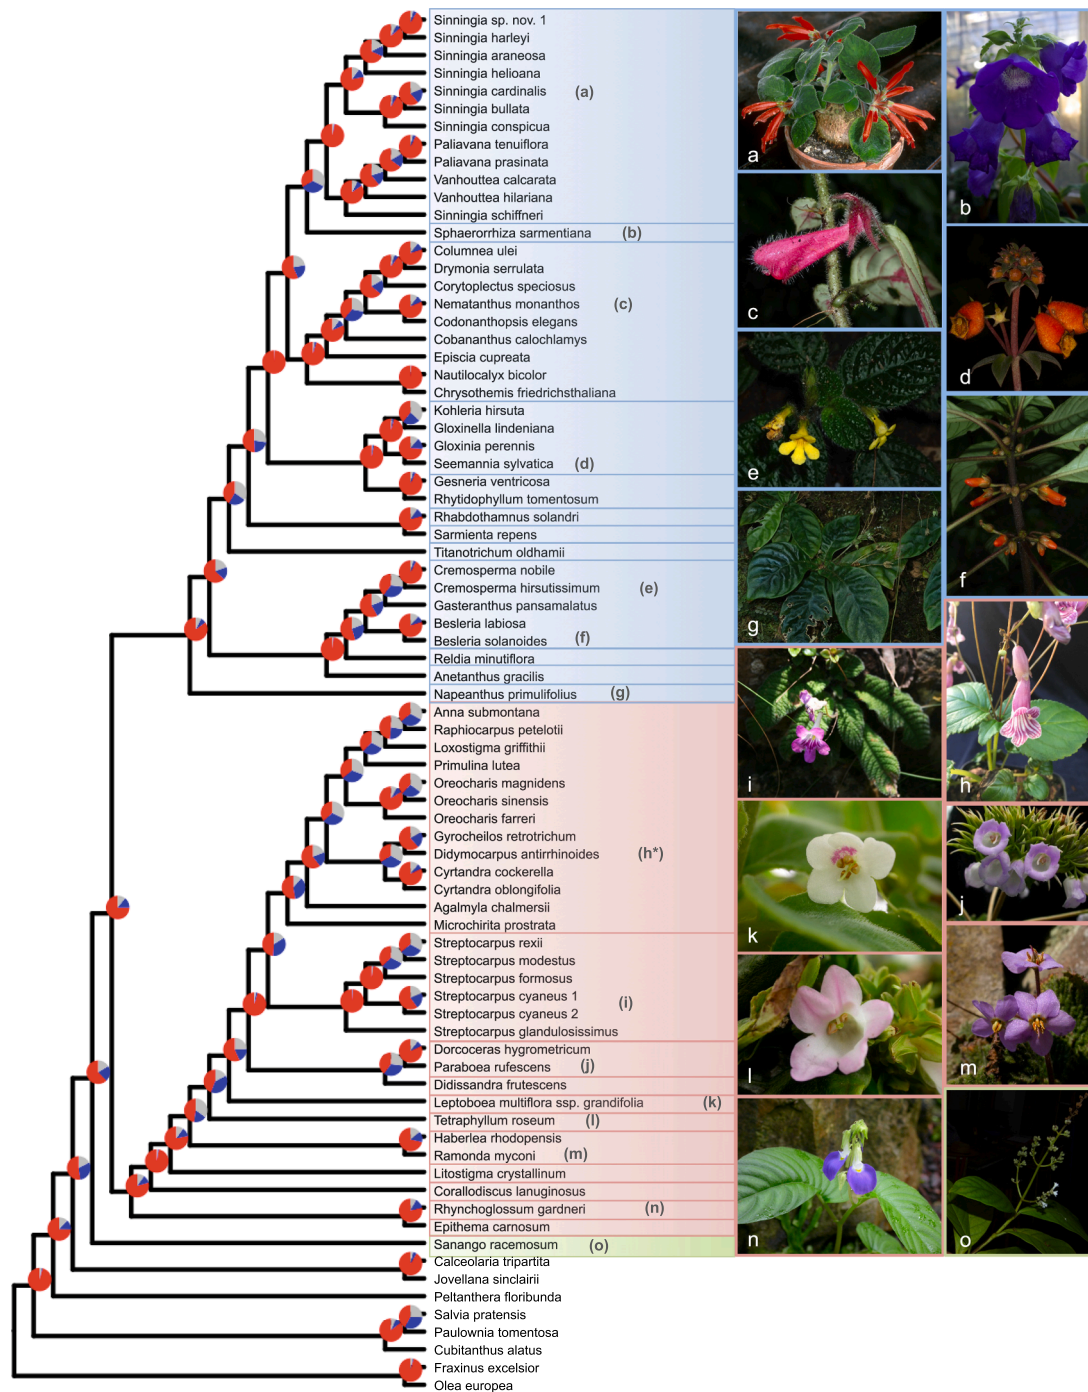 Sinningia sp. nov. 1
Sinningia harleyi
Sinningia araneosa
Sinningia helioana
Sinningia cardinalis (a)
Sinningia bullata
Sinningia conspicua
Paliavana tenuiflora
Paliavana prasinata
Vanhouttea calcarata
Vanhouttea hilariana
Sinningia schiffneri
Sphaerorrhiza sarmentiana (b)
Columnea ulei
Drymonia serrulata
Corytoplectus speciosus
Nematanthus monanthos (c)
Codonanthopsis elegans
Cobananthus calochlamys
Episcia cupreata
Nautilocalyx bicolor
Chrysothemis friedrichsthaliana
Kohleria hirsuta
Gloxinella lindeniana
Gloxinia perennis
Seemannia sylvatica (d)
Gesneria ventricosa
Rhytidophyllum tomentosum
Rhabdothamnus solandri
Sarmienta repens
Titanotrichum oldhamii
Cremosperma nobile
Cremosperma hirsutissimum (e)
Gasteranthus pansamalatus
Besleria labiosa
Besleria solanoides (f)
Reldia minutiflora
Anetanthus gracilis
Napeanthus primulifolius (g)
Anna submontana
Raphiocarpus petelotii
Loxostigma griffithii
Primulina lutea
Oreocharis magnidens
Oreocharis sinensis
Oreocharis farreri
Gyrocheilos retrotrichum
Didymocarpus antirrhinoides (h*)
Cyrtandra cockerella
Cyrtandra oblongifolia
Agalmyla chalmersii
Microchirita prostrata
Streptocarpus rexii
Streptocarpus modestus
Streptocarpus formosus
Streptocarpus cyaneus 1
(i)
Streptocarpus cyaneus 2
Streptocarpus glandulosissimus
Dorcoceras hygrometricum
Paraboea rufescens (j)
Didissandra frutescens
Leptoboea multiflora ssp. grandifolia (k)
Tetraphyllum roseum (l)
Haberlea rhodopensis
Ramonda myconi (m)
Litostigma crystallinum
Corallodiscus lanuginosus
Rhynchoglossum gardneri (n)
Epithema carnosum
Sanango racemosum (o)
Calceolaria tripartita
Jovellana sinclairii
Peltanthera floribunda
Salvia pratensis
Paulownia tomentosa
Cubitanthus alatus
Fraxinus excelsior
Olea europea
a
b
c
d
e
f
g
h
i
j
k
l
m
n
o